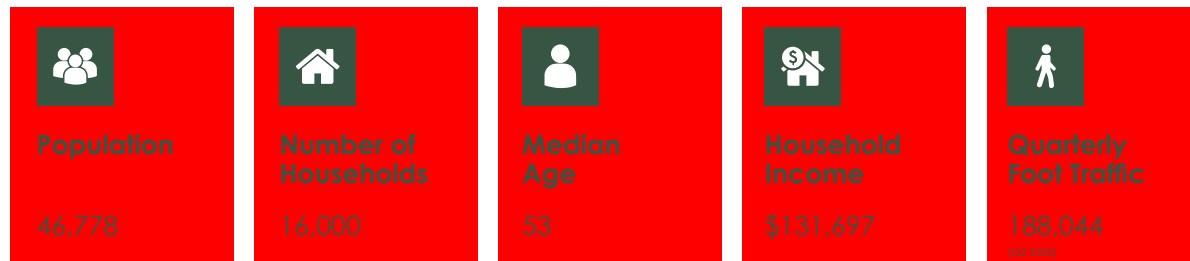 Population
46,778
Number of
Households
16,000
Median
Age
53
Household
Income
$131,697
Quarterly
Foot Traffic
188,044